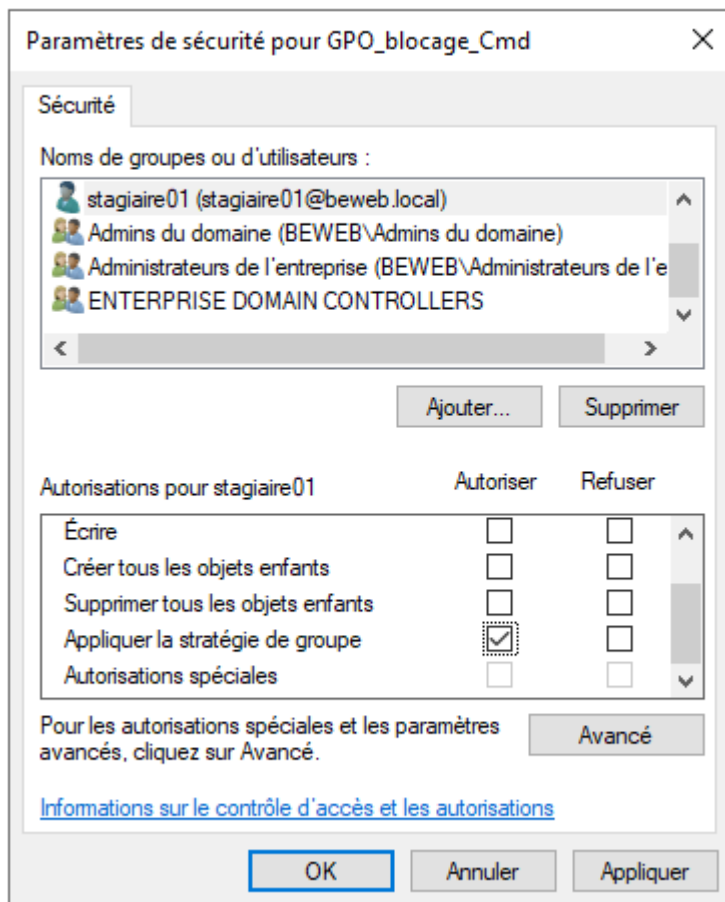 Paramètres de sécurité pour GPO_blocage_Cmd
Sécurité
Noms de groupes ou d'utilisateurs :
stagiaire01 (stagiaire01@beweb.local)
Admins du domaine (BEWEB\Admins du domaine)
Administrateurs de l'entreprise (BEWEB\Administrateurs de l'e
ENTERPRISE DOMAIN CONTROLLERS
Ajouter... Supprimer
Autorisations pour stagiaire01 Autoriser Refuser
Écrire
Créer tous les objets enfants
Supprimer tous les objets enfants
Appliquer la stratégie de groupe
Autorisations spéciales
Pour les autorisations spéciales et les paramètres
avancés, cliquez sur Avancé.
Avancé
Informations sur le contrôle d'accès et les autorisations
OK Annuler Appliquer